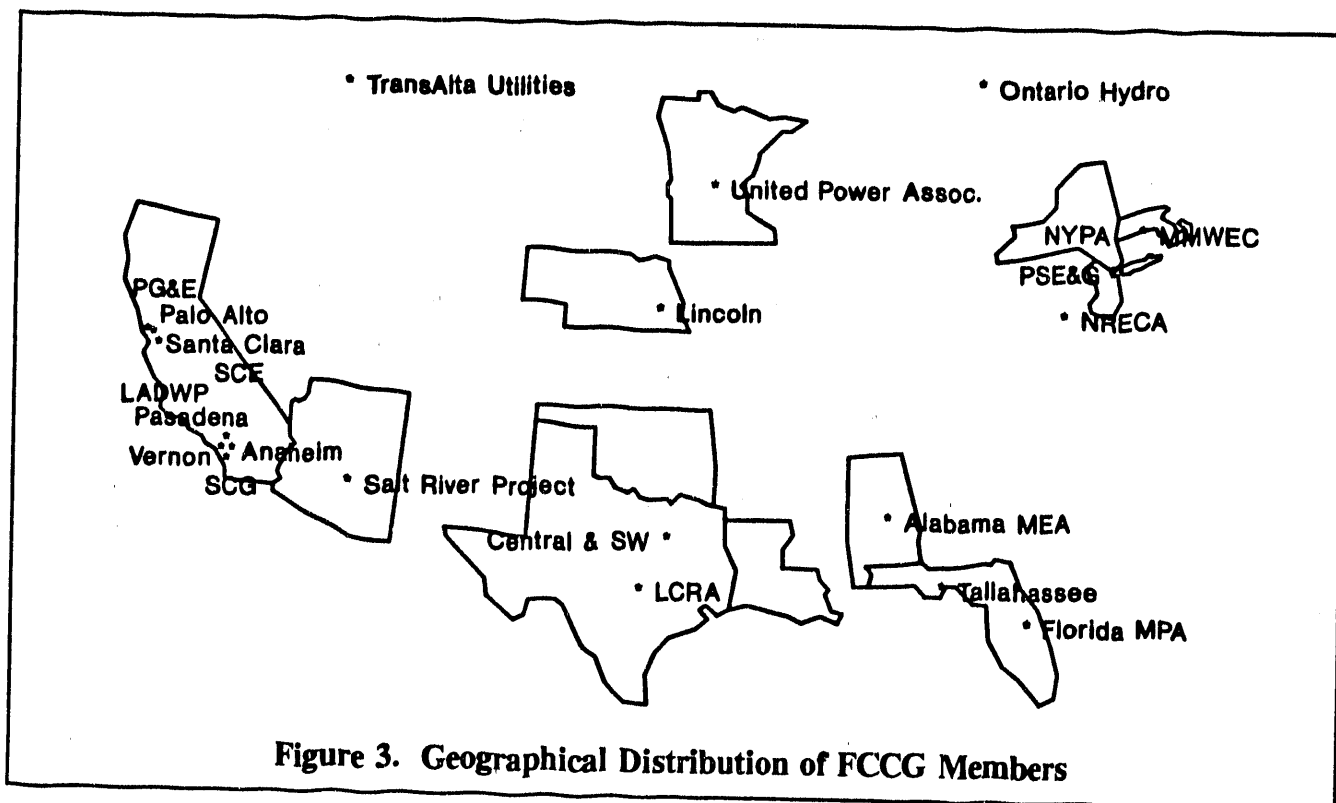 * TransAlta Utilities
* Ontario Hydro
* United Power Assoc.
NYPA
* MMWEC
PSE&G
* NRECA
PG&E
Palo Alto
* Santa Clara
SCE
LADWP
Pasadena
Vernon * * Anaheim
SCG
* Salt River Project
* Lincoln
Central & SW *
* LCRA
* Alabama MEA
* Tallahassee
* Florida MPA
Figure 3. Geographical Distribution of FCCG Members